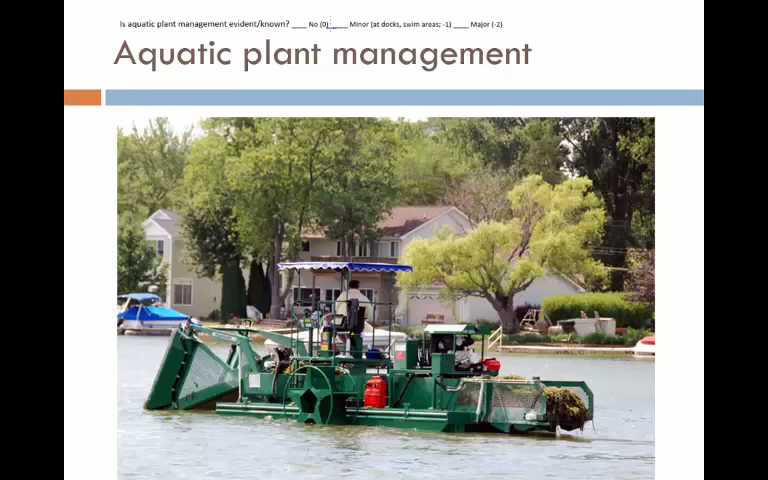 Is aquatic plant management evident/known? ____ No (0) ____ Minor (at docks, swim areas; -1) ____ Major (-2)
Aquatic plant management